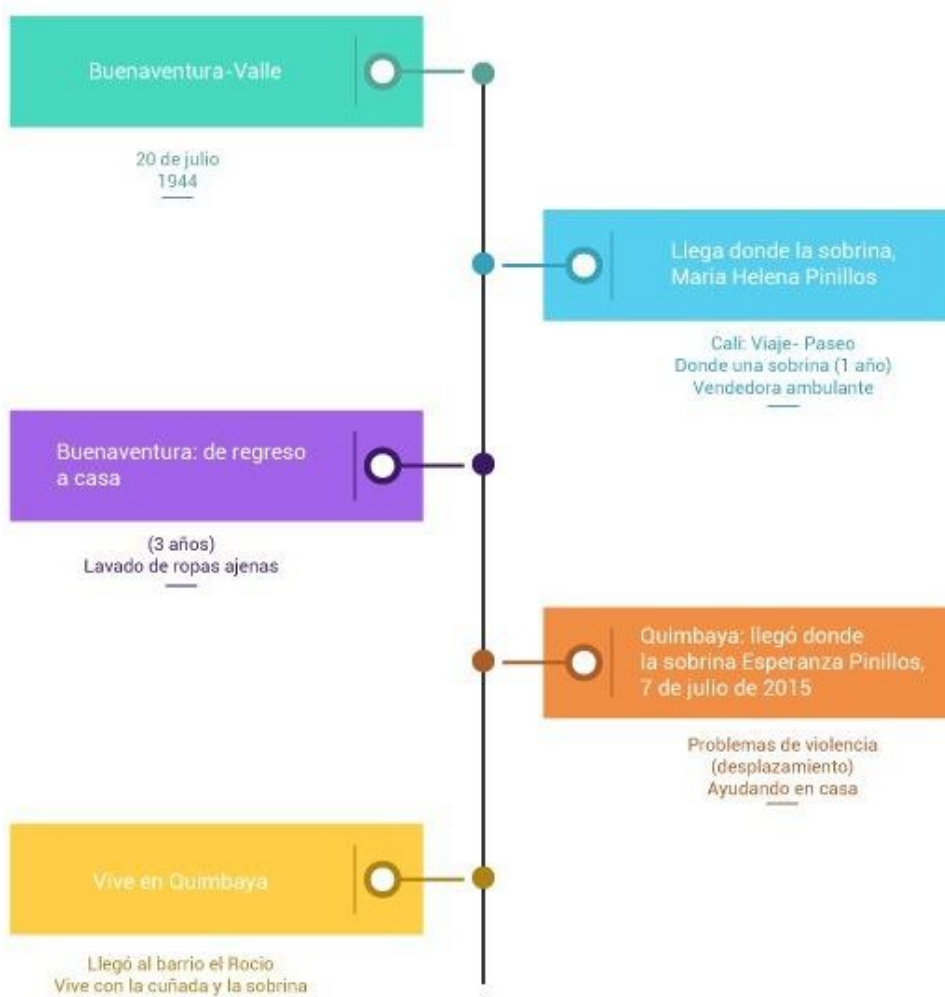 Buenaventura-Valle
20 de julio
1944
Llega donde la sobrina,
Maria Helena Pinillos
Cali: Viaje- Paseo
Donde una sobrina (1 año)
Vendedora ambulante
Buenaventura: de regreso
a casa
(3 años)
Lavado de ropas ajenas
Quimbaya: llegó donde
la sobrina Esperanza Pinillos,
7 de julio de 2015
Problemas de violencia
(desplazamiento)
Ayudando en casa
Vive en Quimbaya
Llegó al barrio el Rocio
Vive con la cuñada y la sobrina